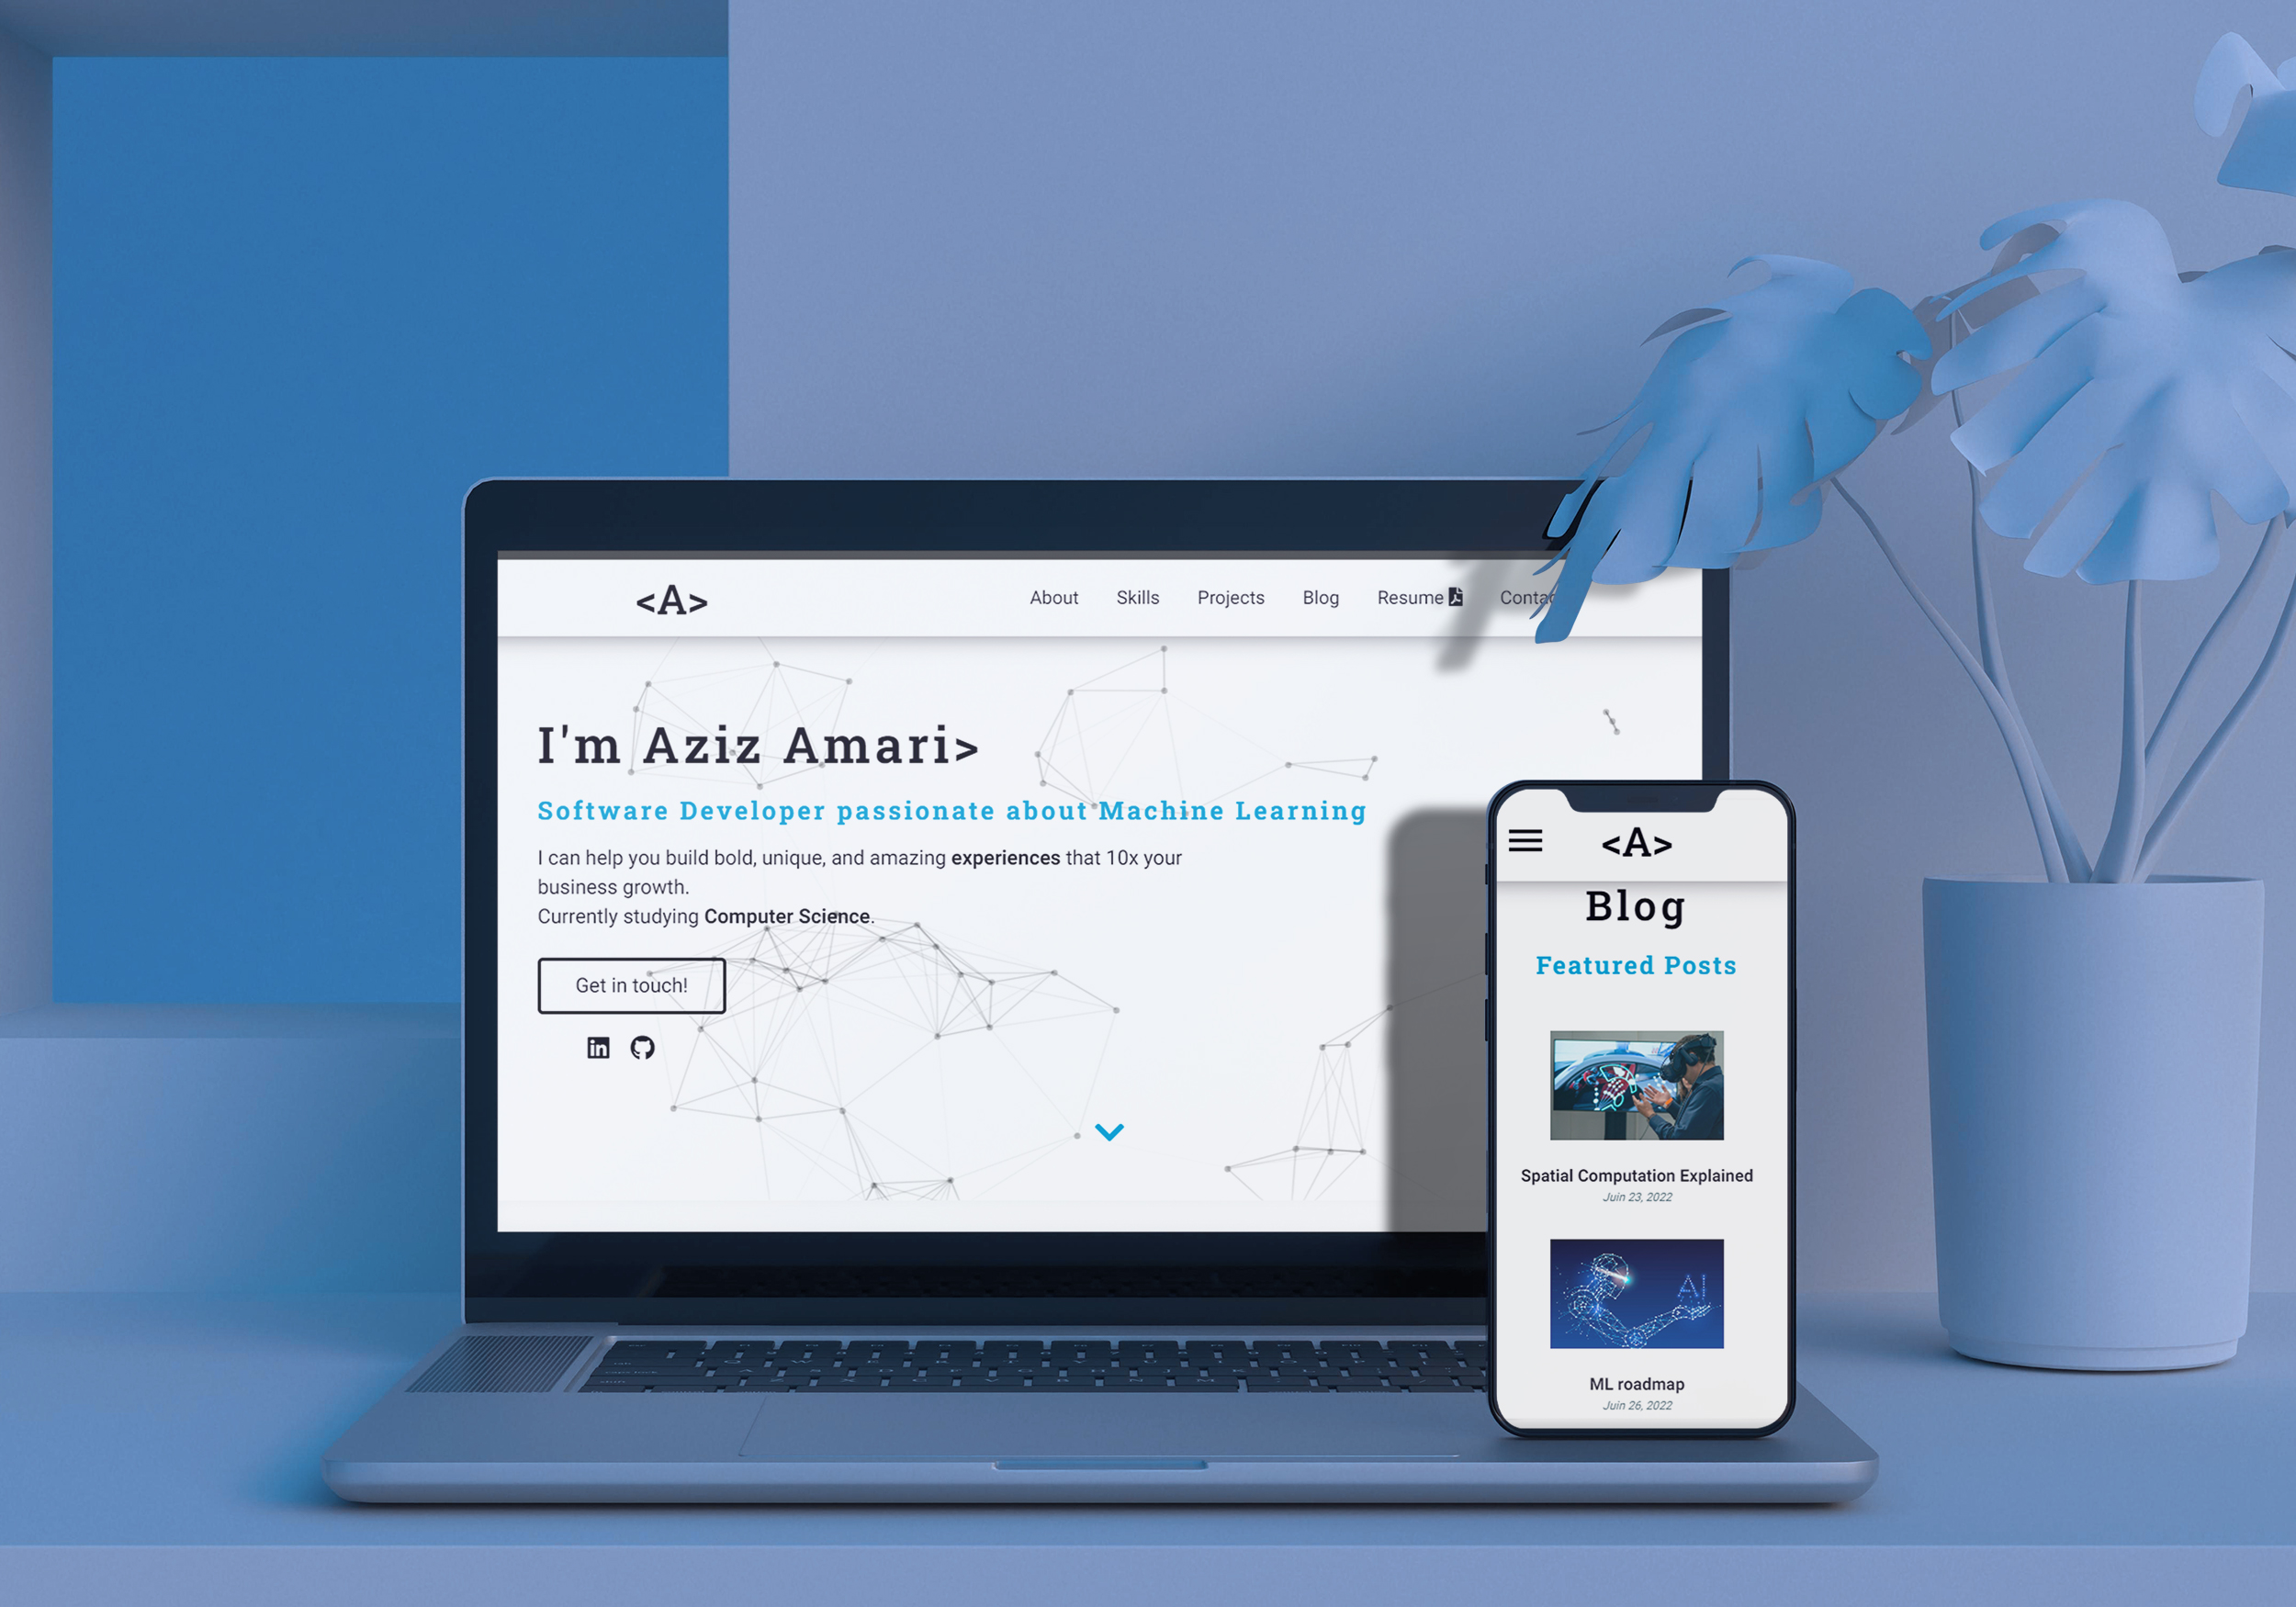 <A>
About Skills Projects Blog Resume Contac
I'm Aziz Amari>
Software Developer passionate about Machine Learning
I can help you build bold, unique, and amazing experiences that 10x your
business growth.
Currently studying Computer Science.
Get in touch!
in
<A>
Blog
Featured Posts
Spatial Computation Explained
Juin 23, 2022
AI
ML roadmap
Juin 26, 2022